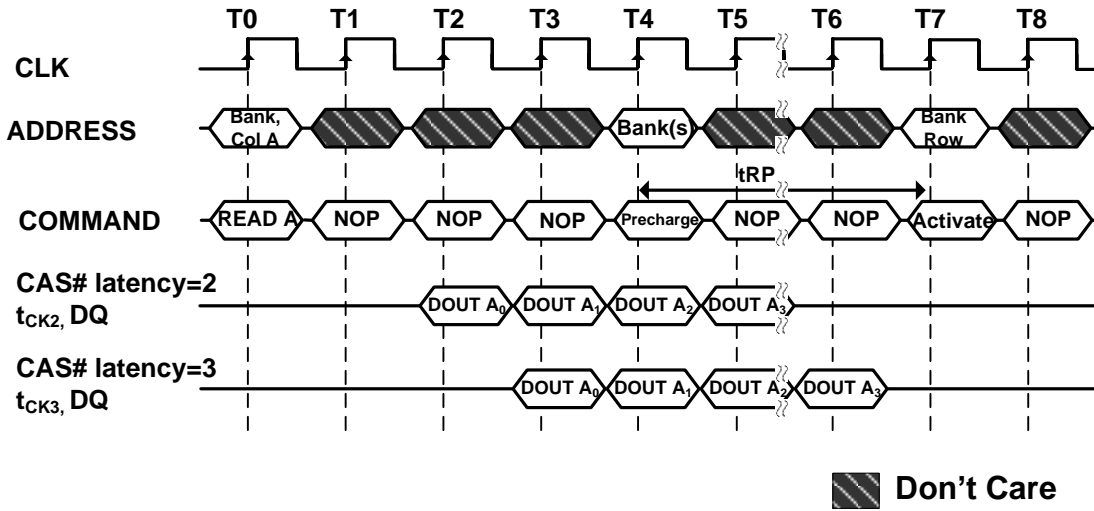 T0 T1 T2 T3 T4 T5 T6 T7 T8
CLK
ADDRESS
Bank,
Col A
Bank(s)
Bank
Row
tRP
COMMAND
READ A NOP NOP NOP Precharge NOP NOP Activate NOP
CAS# latency=2
tCK2, DQ
DOUT A0 DOUT A1 DOUT A2 DOUT A3
CAS# latency=3
tCK3, DQ
DOUT A0 DOUT A1 DOUT A2 DOUT A3
Don't Care